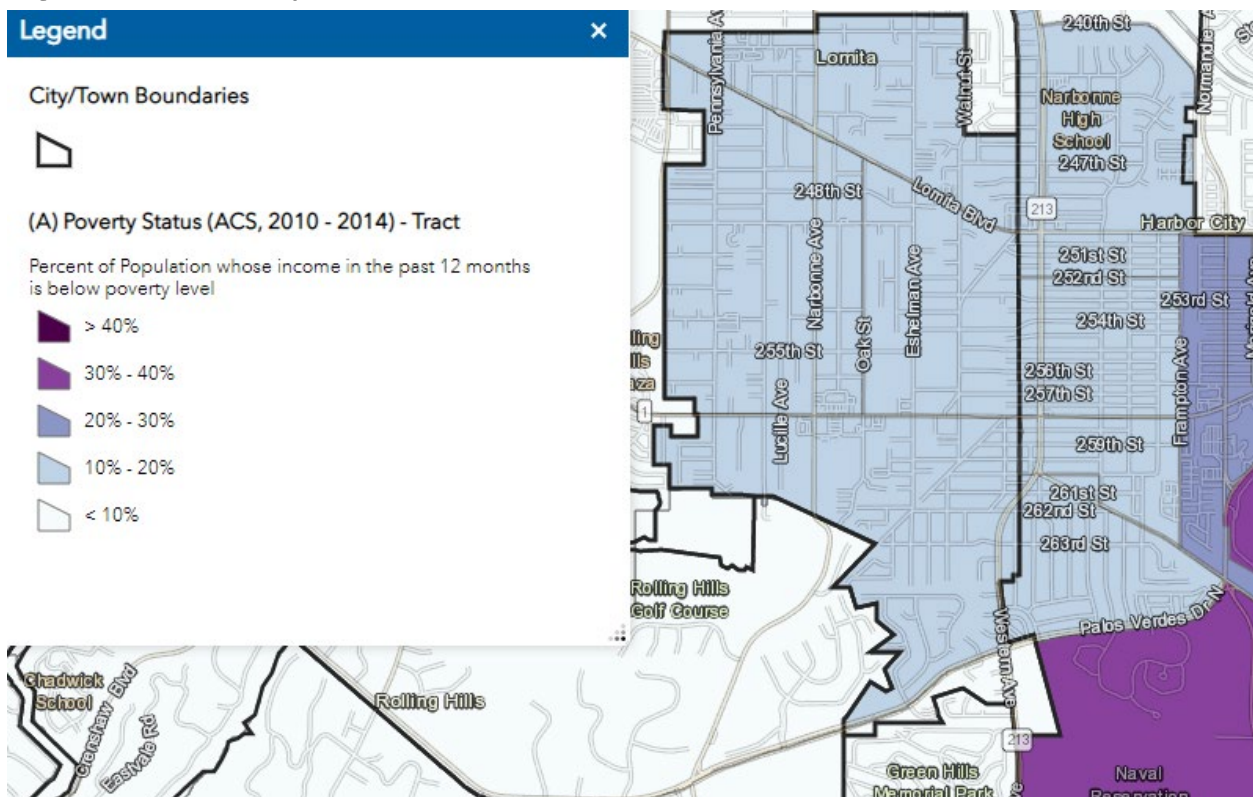 Legend
×
City/Town Boundaries
(A) Poverty Status (ACS, 2010 - 2014) - Tract
Percent of Population whose income in the past 12 months
is below poverty level
> 40%
30% - 40%
20% - 30%
10% - 20%
< 10%
Pennsylvania
Lomita
Walnut St
240th St
Normandie
Narbonne
High
School
247th St
248th St
Lomita Blvd
213
Harbor City
Narbonne Ave
Eshelman Ave
251st St
252nd St
253rd St
254th St
Oak St
255th St
256th St
257th St
Frampton Ave
1
Lucille Ave
259th St
261st St
262nd St
263rd St
Rolling Hills
Golf Course
Palos Verdes Dr N
Western Ave
Chadwick
School
Crenshaw Blvd
Eastvale Rd
Rolling Hills
213
Green Hills
Memorial Park
Naval